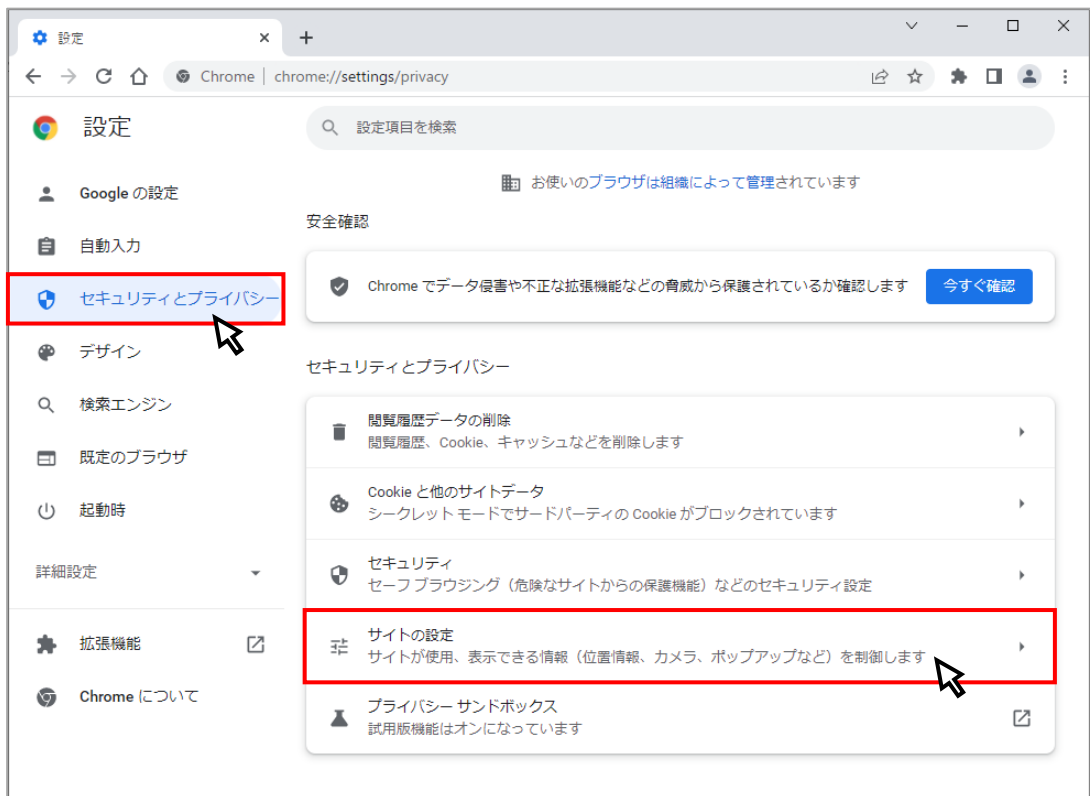 設定
Chrome | chrome://settings/privacy
設定
設定項目を検索
Google の設定
自動入力
セキュリティとプライバシー
デザイン
検索エンジン
既定のブラウザ
起動時
詳細設定
拡張機能
Chrome について
お使いのブラウザは組織によって管理されています
安全確認
Chrome でデータ侵害や不正な拡張機能などの脅威から保護されているか確認します
今すぐ確認
セキュリティとプライバシー
閲覧履歴データの削除
閲覧履歴、Cookie、キャッシュなどを削除します
Cookie と他のサイトデータ
シークレット モードでサードパーティの Cookie がブロックされています
セキュリティ
セーフ ブラウジング（危険なサイトからの保護機能）などのセキュリティ設定
サイトの設定
サイトが使用、表示できる情報（位置情報、カメラ、ポップアップなど）を制御します
プライバシー サンドボックス
試用版機能はオンになっています